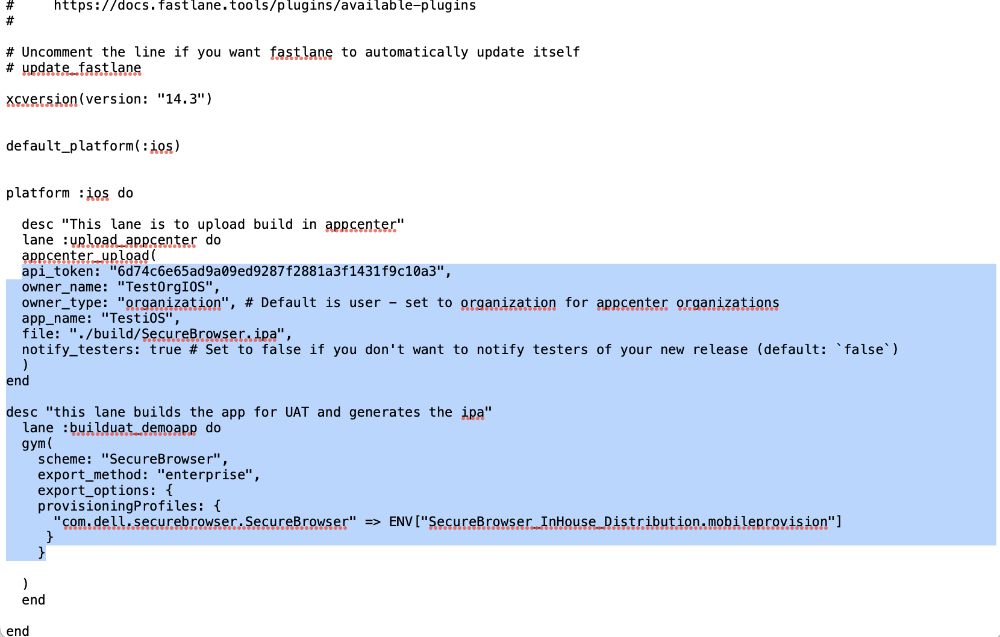 #     https://docs.fastlane.tools/plugins/available-plugins
#
# Uncomment the line if you want fastlane to automatically update itself
# update_fastlane
xcversion(version: "14.3")
default_platform(:ios)
platform :ios do
  desc "This lane is to upload build in appcenter"
  lane :upload_appcenter do
  appcenter_upload(
  api_token: "6d74c6e65ad9a09ed9287f2881a3f1431f9c10a3",
  owner_name: "TestOrgIOS",
  owner_type: "organization", # Default is user – set to organization for appcenter organizations
  app_name: "TestiOS",
  file: "./build/SecureBrowser.ipa",
  notify_testers: true # Set to false if you don't want to notify testers of your new release (default: `false`)
  )
end
desc "this lane builds the app for UAT and generates the ipa"
  lane :builduat_demoapp do
  gym(
    scheme: "SecureBrowser",
    export_method: "enterprise",
    export_options: {
    provisioningProfiles: {
      "com.dell.securebrowser.SecureBrowser" => ENV["SecureBrowser_InHouse_Distribution.mobileprovision"]
     }
    }
  )
  end
end